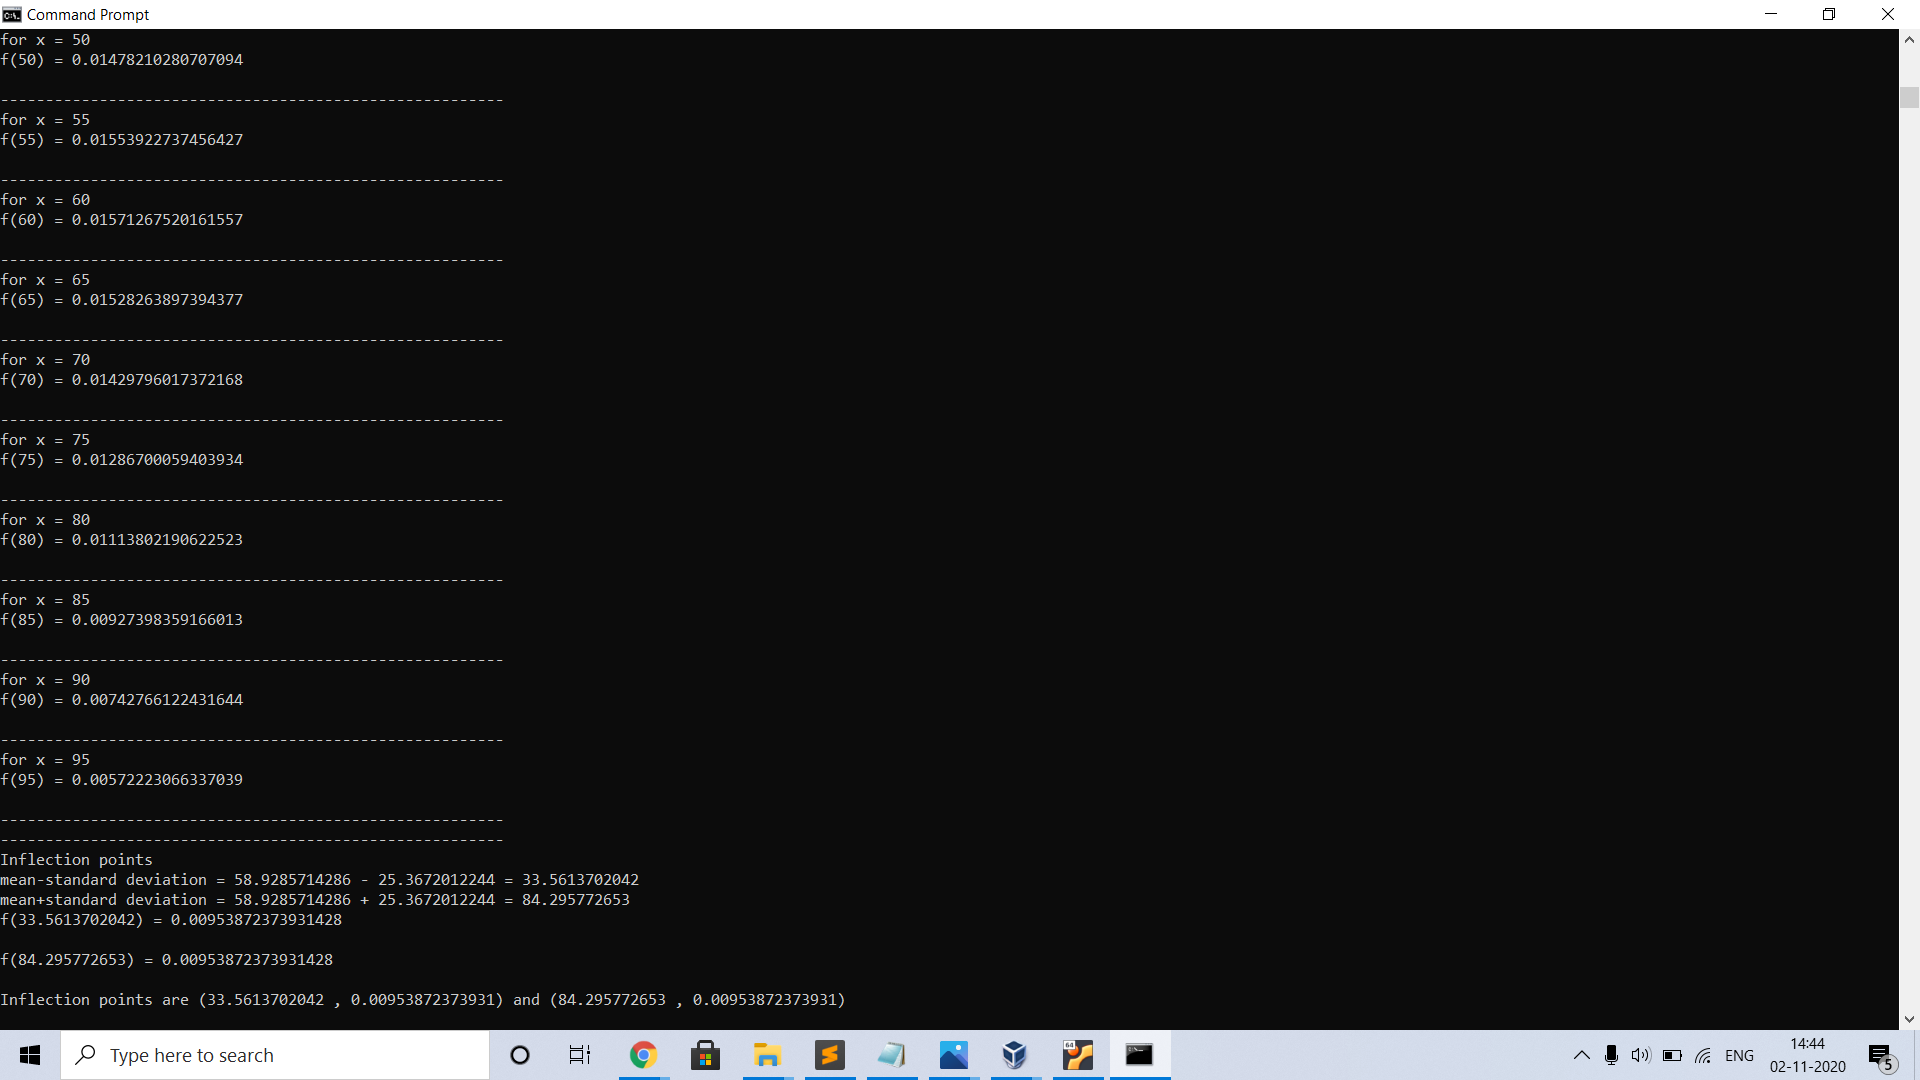 Command Prompt
for x = 50
f(50) = 0.01478210280707094
--------------------------------------------------------
for x = 55
f(55) = 0.01553922737456427
--------------------------------------------------------
for x = 60
f(60) = 0.01571267520161557
--------------------------------------------------------
for x = 65
f(65) = 0.01528263897394377
--------------------------------------------------------
for x = 70
f(70) = 0.01429796017372168
--------------------------------------------------------
for x = 75
f(75) = 0.01286700059403934
--------------------------------------------------------
for x = 80
f(80) = 0.01113802190622523
--------------------------------------------------------
for x = 85
f(85) = 0.00927398359166013
--------------------------------------------------------
for x = 90
f(90) = 0.00742766122431644
--------------------------------------------------------
for x = 95
f(95) = 0.00572223066337039
--------------------------------------------------------
--------------------------------------------------------
Inflection points
mean-standard deviation = 58.9285714286 - 25.3672012244 = 33.5613702042
mean+standard deviation = 58.9285714286 + 25.3672012244 = 84.295772653
f(33.5613702042) = 0.00953872373931428
f(84.295772653) = 0.00953872373931428
Inflection points are (33.5613702042 , 0.00953872373931) and (84.295772653 , 0.00953872373931)
Type here to search
64
ENG
14:44
02-11-2020
5